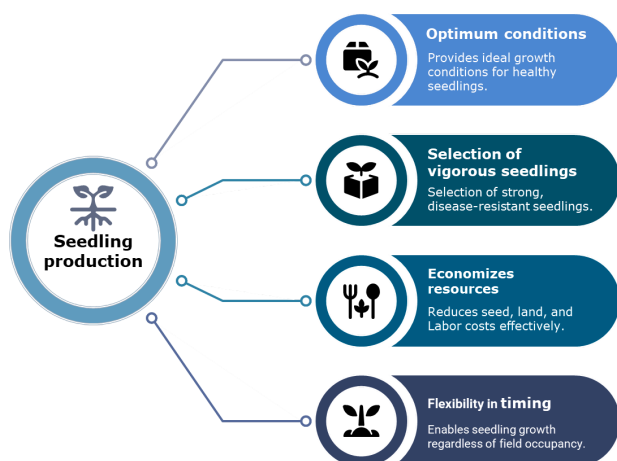 Seedling
production
Optimum conditions
Provides ideal growth
conditions for healthy
seedlings.
Selection of
vigorous seedlings
Selection of strong,
disease-resistant seedlings.
Economizes
resources
Reduces seed, land, and
Labor costs effectively.
Flexibility in timing
Enables seedling growth
regardless of field occupancy.